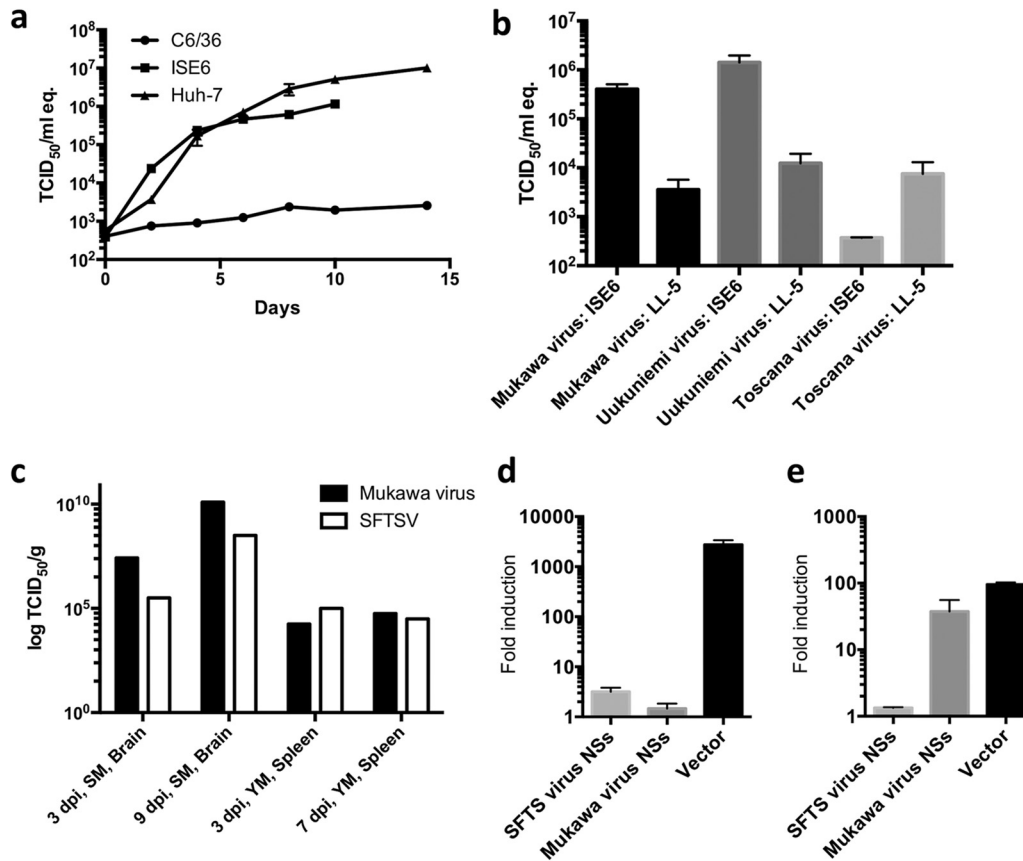 a
TCID50/ml eq.
10^8
10^7
10^6
10^5
10^4
10^3
10^2
C6/36
ISE6
Huh-7
0 5 10 15
Days
b
TCID50/ml eq.
10^7
10^6
10^5
10^4
10^3
10^2
Mukawa virus: ISE6
Mukawa virus: LL-5
Uukuniemi virus: ISE6
Uukuniemi virus: LL-5
Toscana virus: ISE6
Toscana virus: LL-5
c
log TCID50/g
10^10
10^5
10^0
Mukawa virus
SFTSV
3 dpi, SM, Brain
9 dpi, SM, Brain
3 dpi, YM, Spleen
7 dpi, YM, Spleen
d
Fold induction
10000
1000
100
10
1
SFTS virus NSs
Mukawa virus NSs
Vector
e
Fold induction
1000
100
10
1
SFTS virus NSs
Mukawa virus NSs
Vector